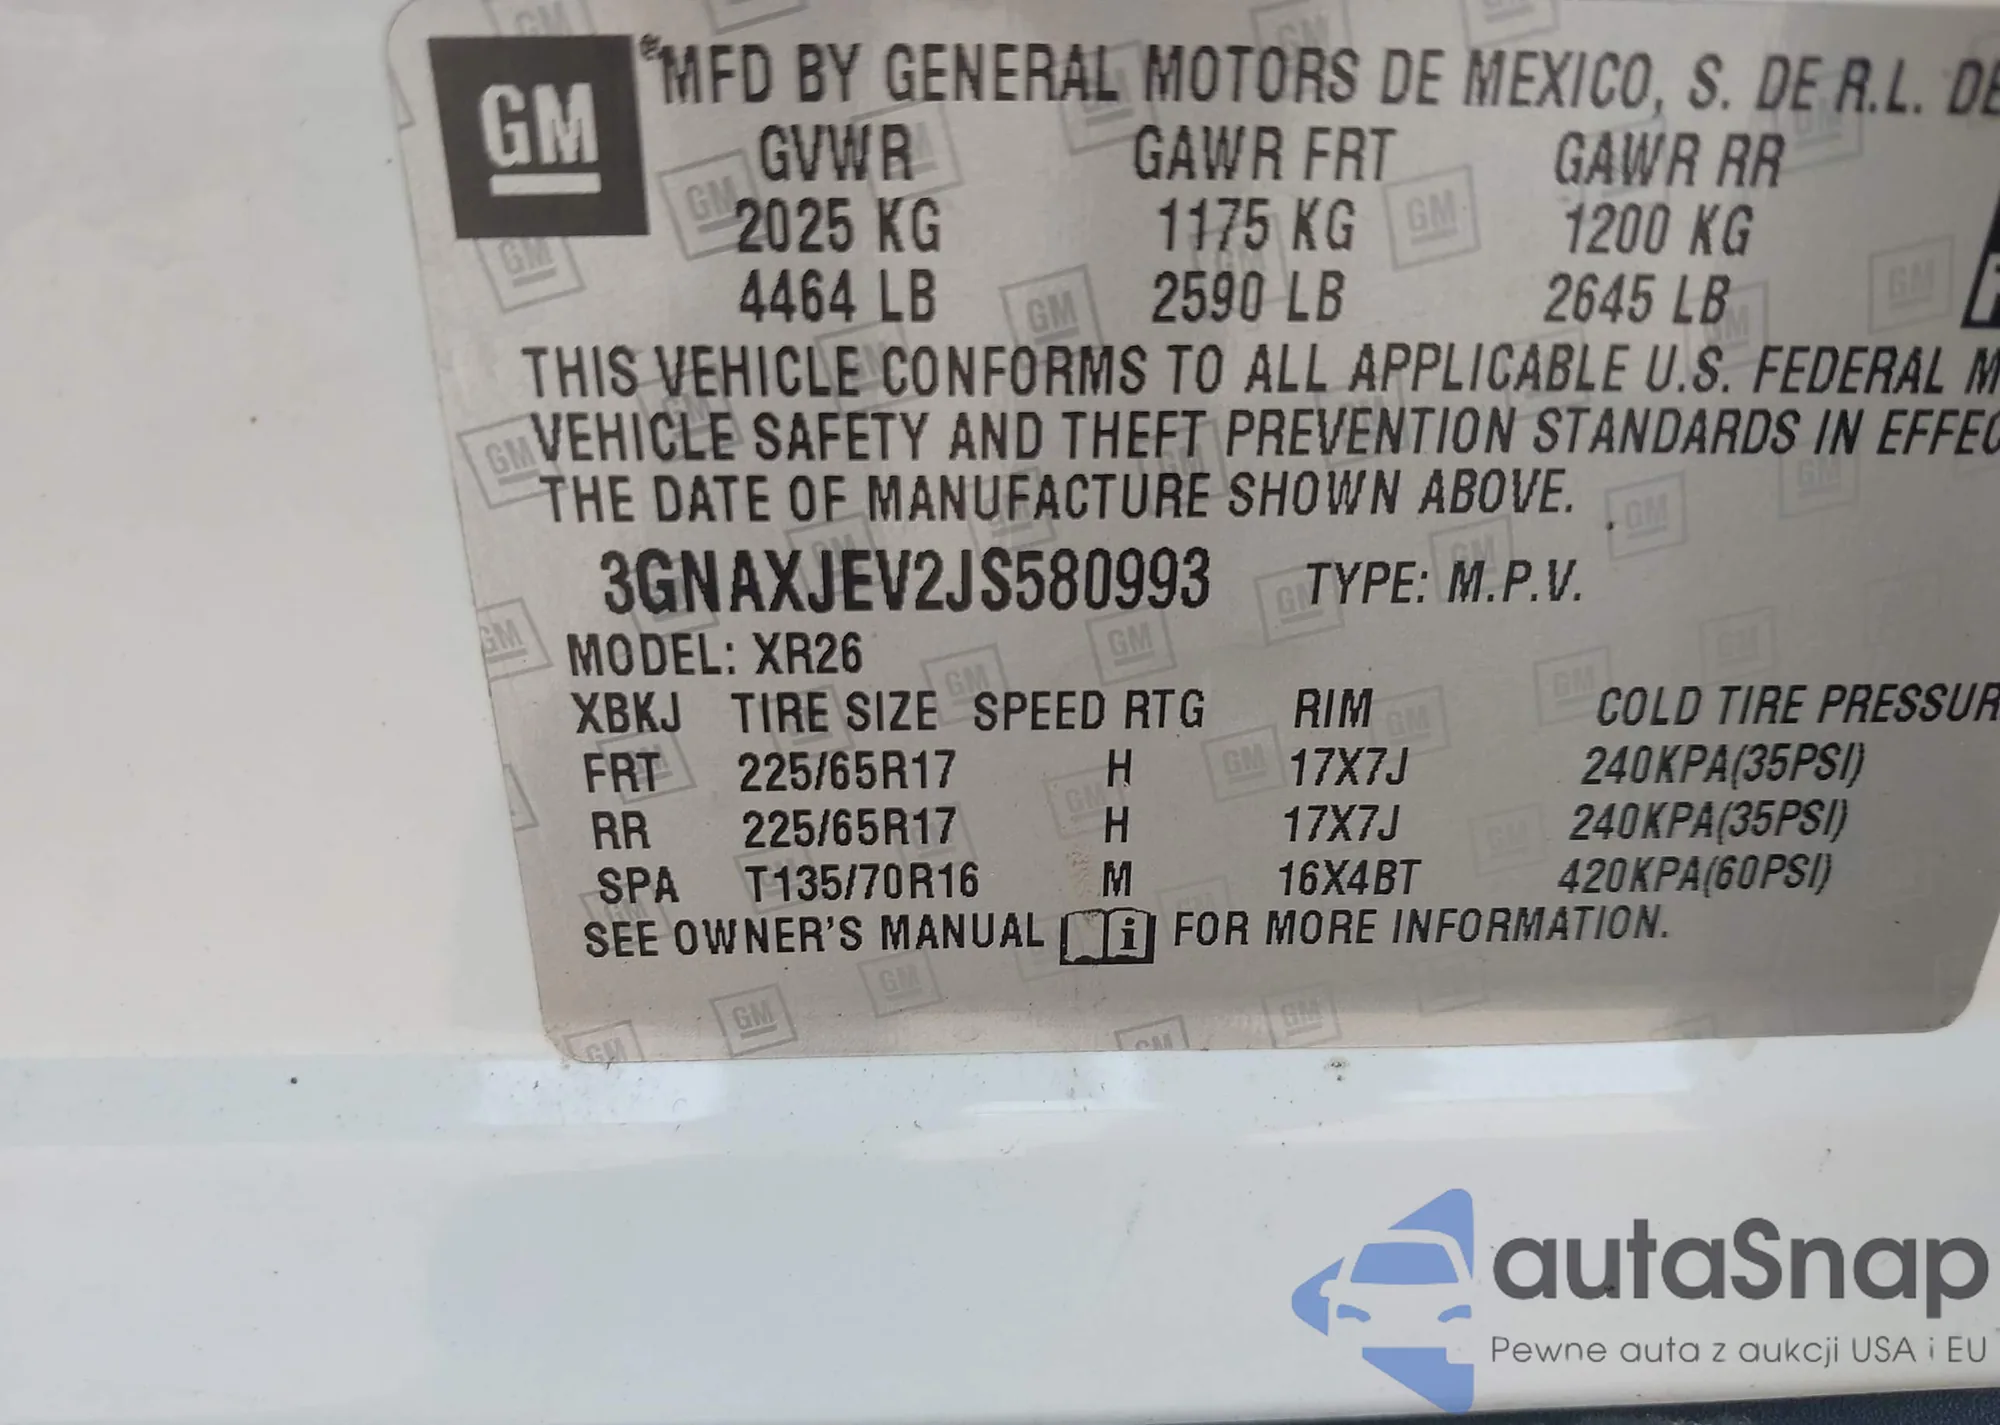 GM
®MFD BY GENERAL MOTORS DE MEXICO, S. DE R.L. DE
GVWR GAWR FRT GAWR RR
2025 KG 1175 KG 1200 KG
4464 LB 2590 LB 2645 LB
THIS VEHICLE CONFORMS TO ALL APPLICABLE U.S. FEDERAL M
VEHICLE SAFETY AND THEFT PREVENTION STANDARDS IN EFFEC
THE DATE OF MANUFACTURE SHOWN ABOVE.
3GNAXJEV2JS580993 TYPE: M.P.V.
MODEL: XR26
XBKJ TIRE SIZE SPEED RTG RIM COLD TIRE PRESSUR
FRT 225/65R17 H 17X7J 240KPA(35PSI)
RR 225/65R17 H 17X7J 240KPA(35PSI)
SPA T135/70R16 M 16X4BT 420KPA(60PSI)
SEE OWNER'S MANUAL i FOR MORE INFORMATION.
autaSnap
Pewne auta z aukcji USA i EU